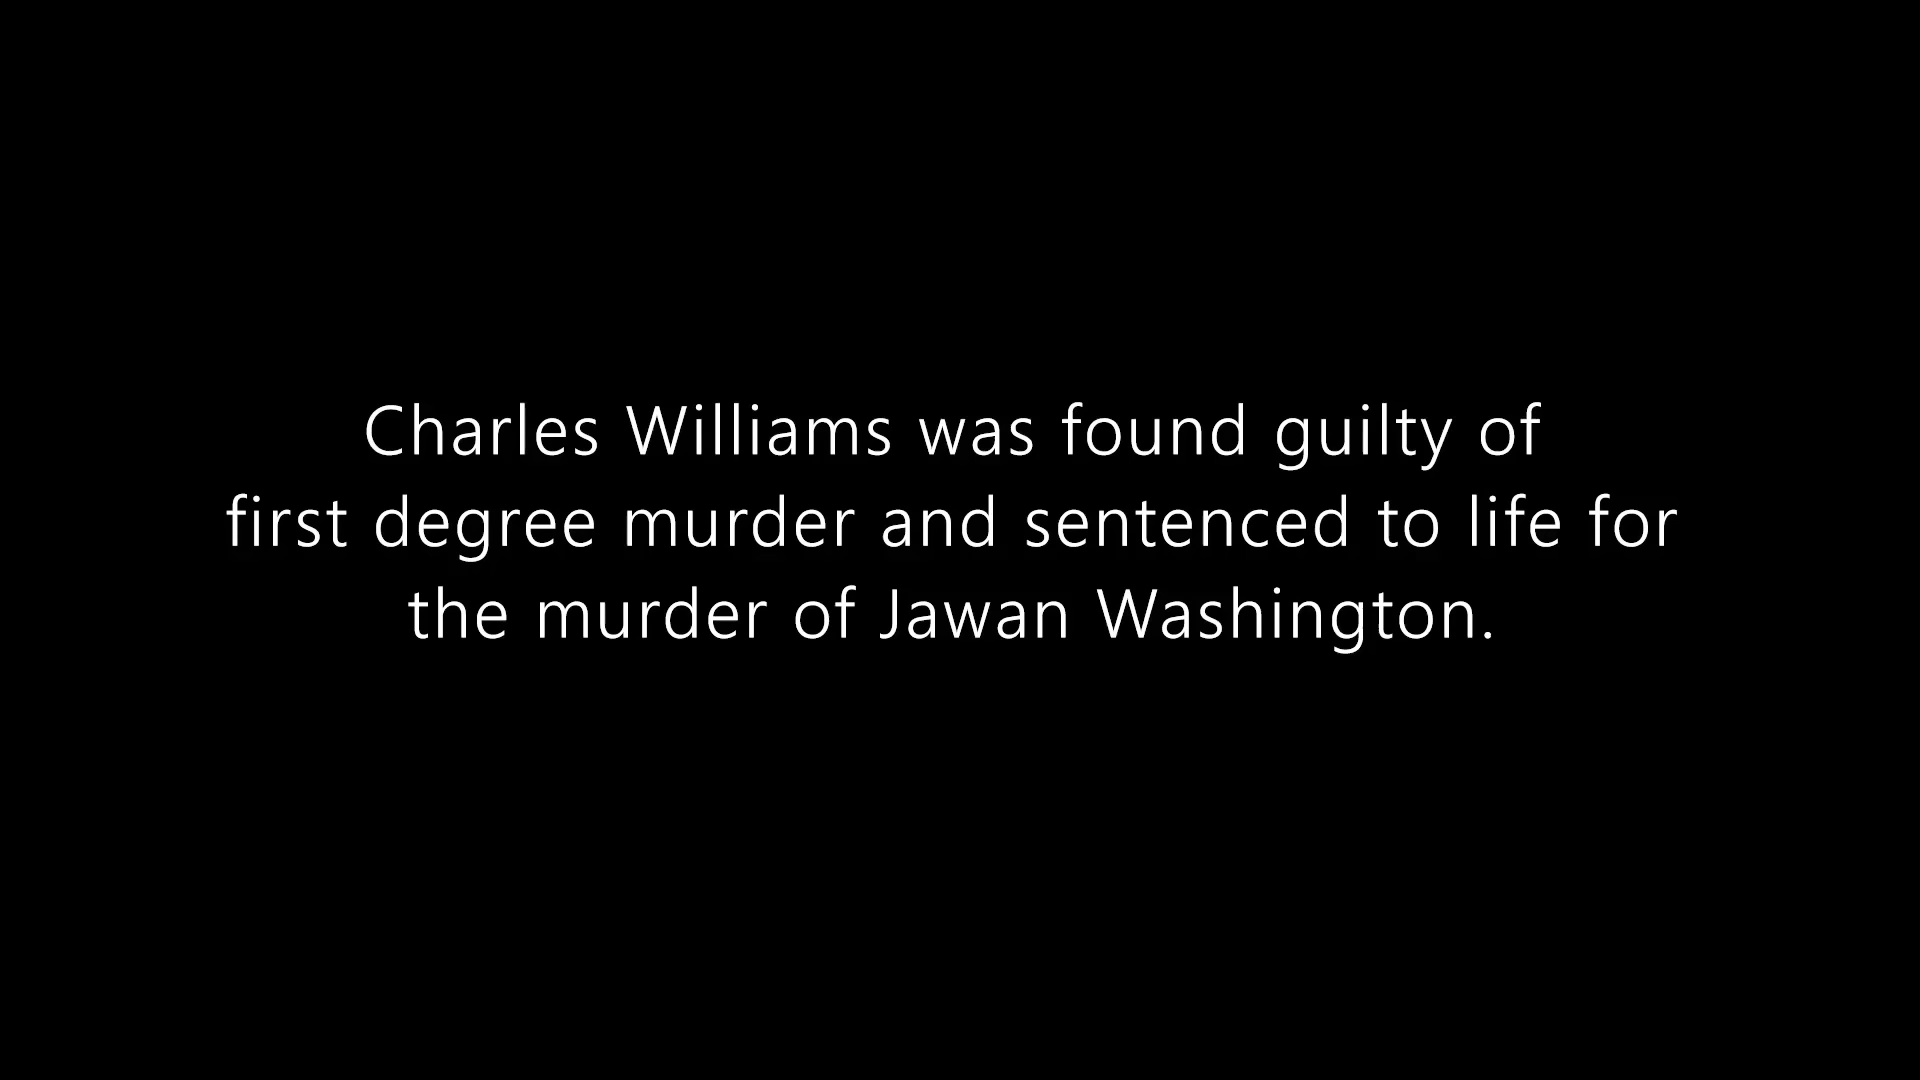 Charles Williams was found guilty of
first degree murder and sentenced to life for
the murder of Jawan Washington.